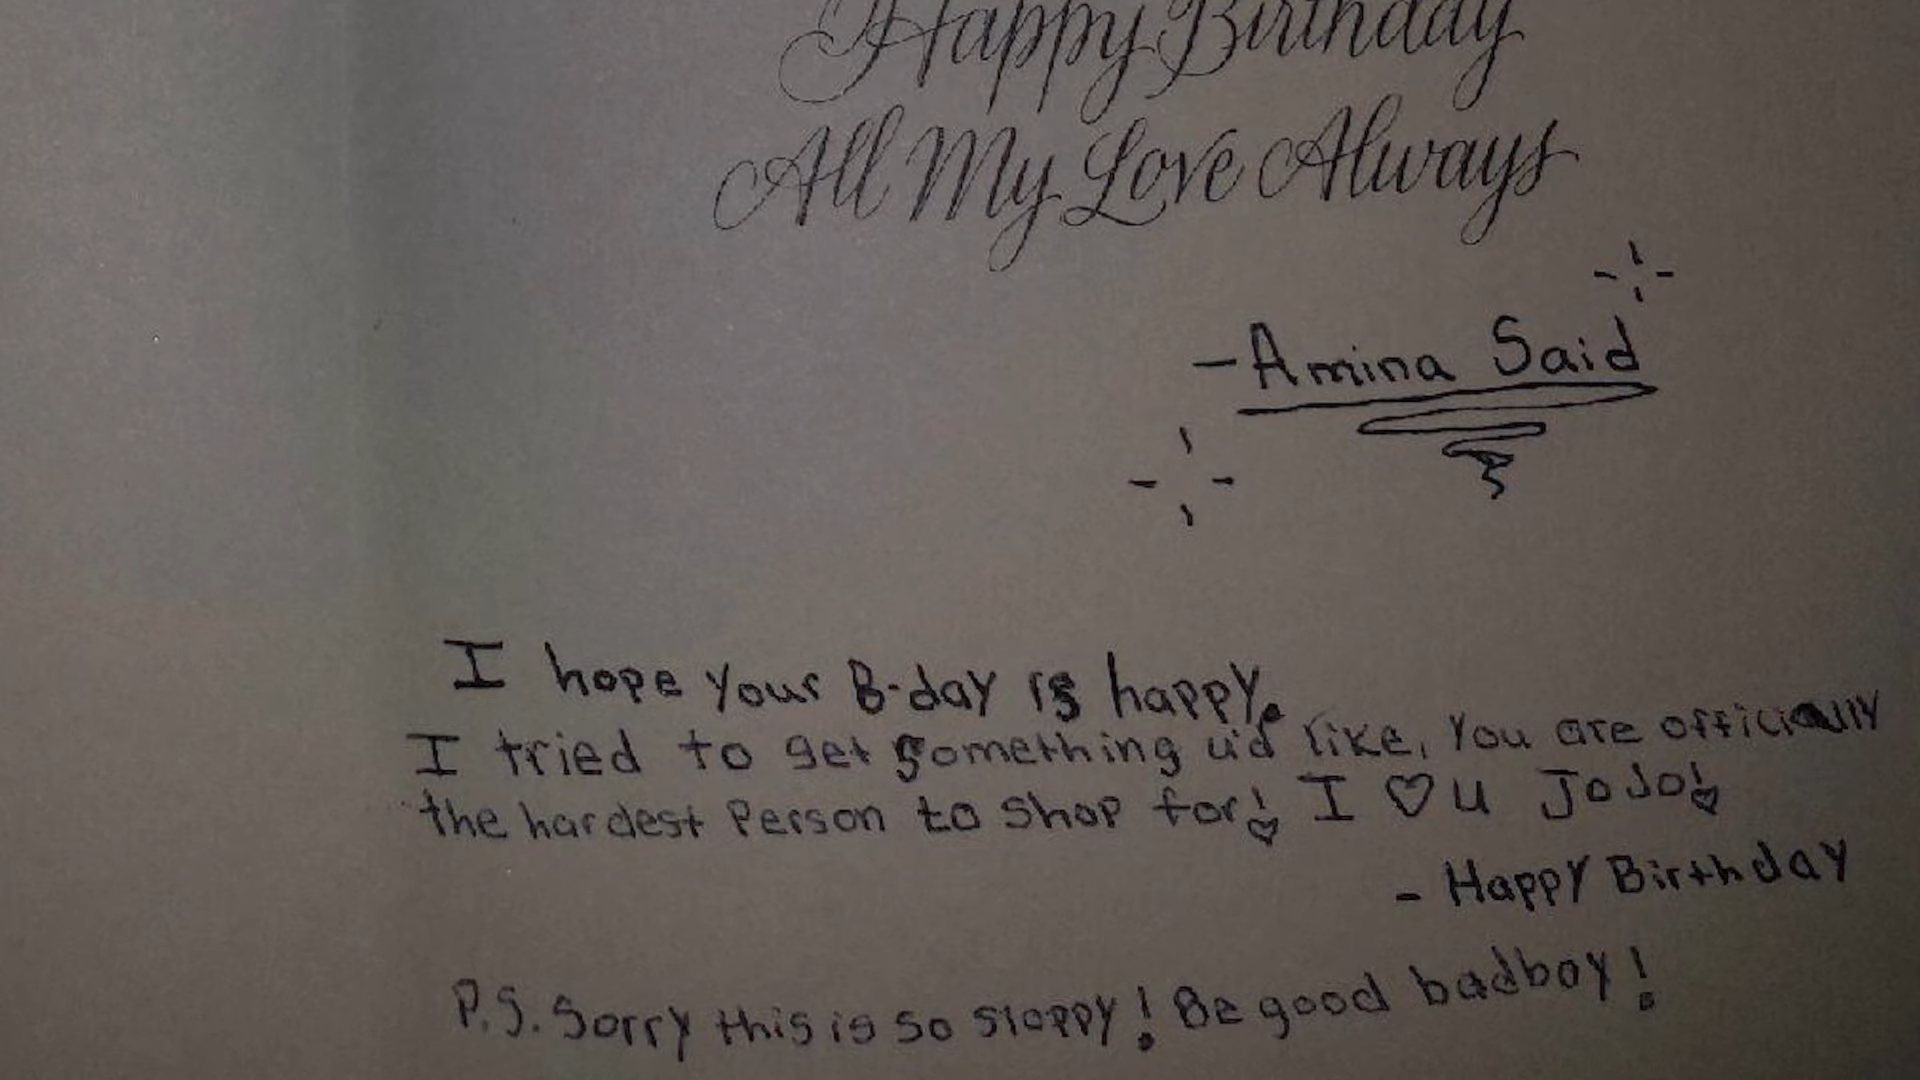 Happy Birthday
All My Love Always
-Amina Said
I hope your B-day is happy.
I tried to get something u'd like, You are officially
the hardest Person to shop for! I ♡ u JoJo!
- Happy Birthday
P.S. Sorry this is so sloppy! Be good badboy!